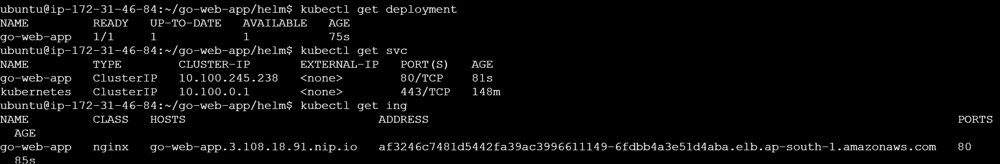 ubuntu@ip-172-31-46-84:~/go-web-app/helm$ kubectl get deployment
NAME         READY   UP-TO-DATE   AVAILABLE   AGE
go-web-app   1/1     1            1           75s
ubuntu@ip-172-31-46-84:~/go-web-app/helm$ kubectl get svc
NAME         TYPE        CLUSTER-IP       EXTERNAL-IP   PORT(S)   AGE
go-web-app   ClusterIP   10.100.245.238   <none>        80/TCP    81s
kubernetes   ClusterIP   10.100.0.1       <none>        443/TCP   148m
ubuntu@ip-172-31-46-84:~/go-web-app/helm$ kubectl get ing
NAME         CLASS   HOSTS                           ADDRESS                                                                          PORTS
  AGE
go-web-app   nginx   go-web-app.3.108.18.91.nip.io   af3246c7481d5442fa39ac3996611149-6fdbb4a3e51d4aba.elb.ap-south-1.amazonaws.com   80
  85s